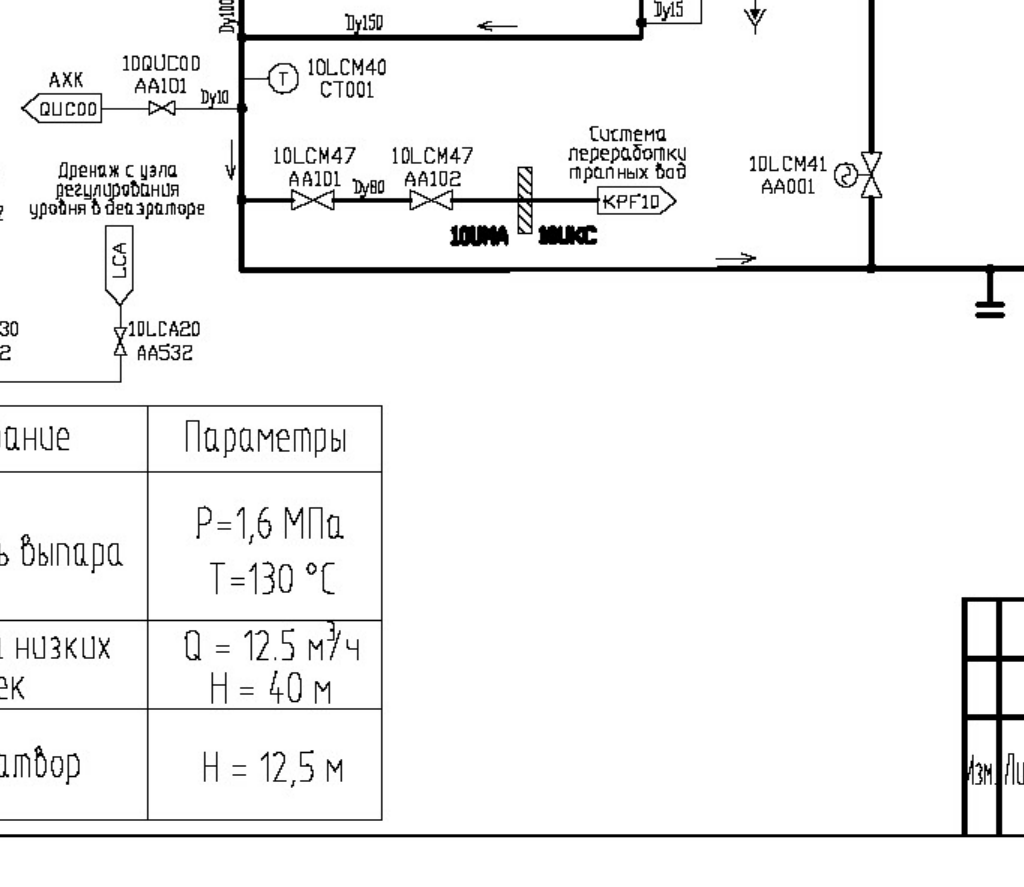 Dy100
Dy150
Dy15
10QUC00
AA101
АХК
QUC00
Dy10
T
10LCM40
CT001
Дренаж с узла
регулирования
уровня в деаэраторе
LCA
10LCM47
AA101
Dy80
10LCM47
AA102
Система
переработки
трапных вод
KPF10
10UMA
10UKC
10LCM41
AA001
30
2
10LCA20
AA532
ание
Параметры
ь выпара
P=1,6 МПа
T=130 °C
низких
ек
Q = 12.5 м³/ч
H = 40 м
атвор
H = 12,5 м
Изм.
Ли